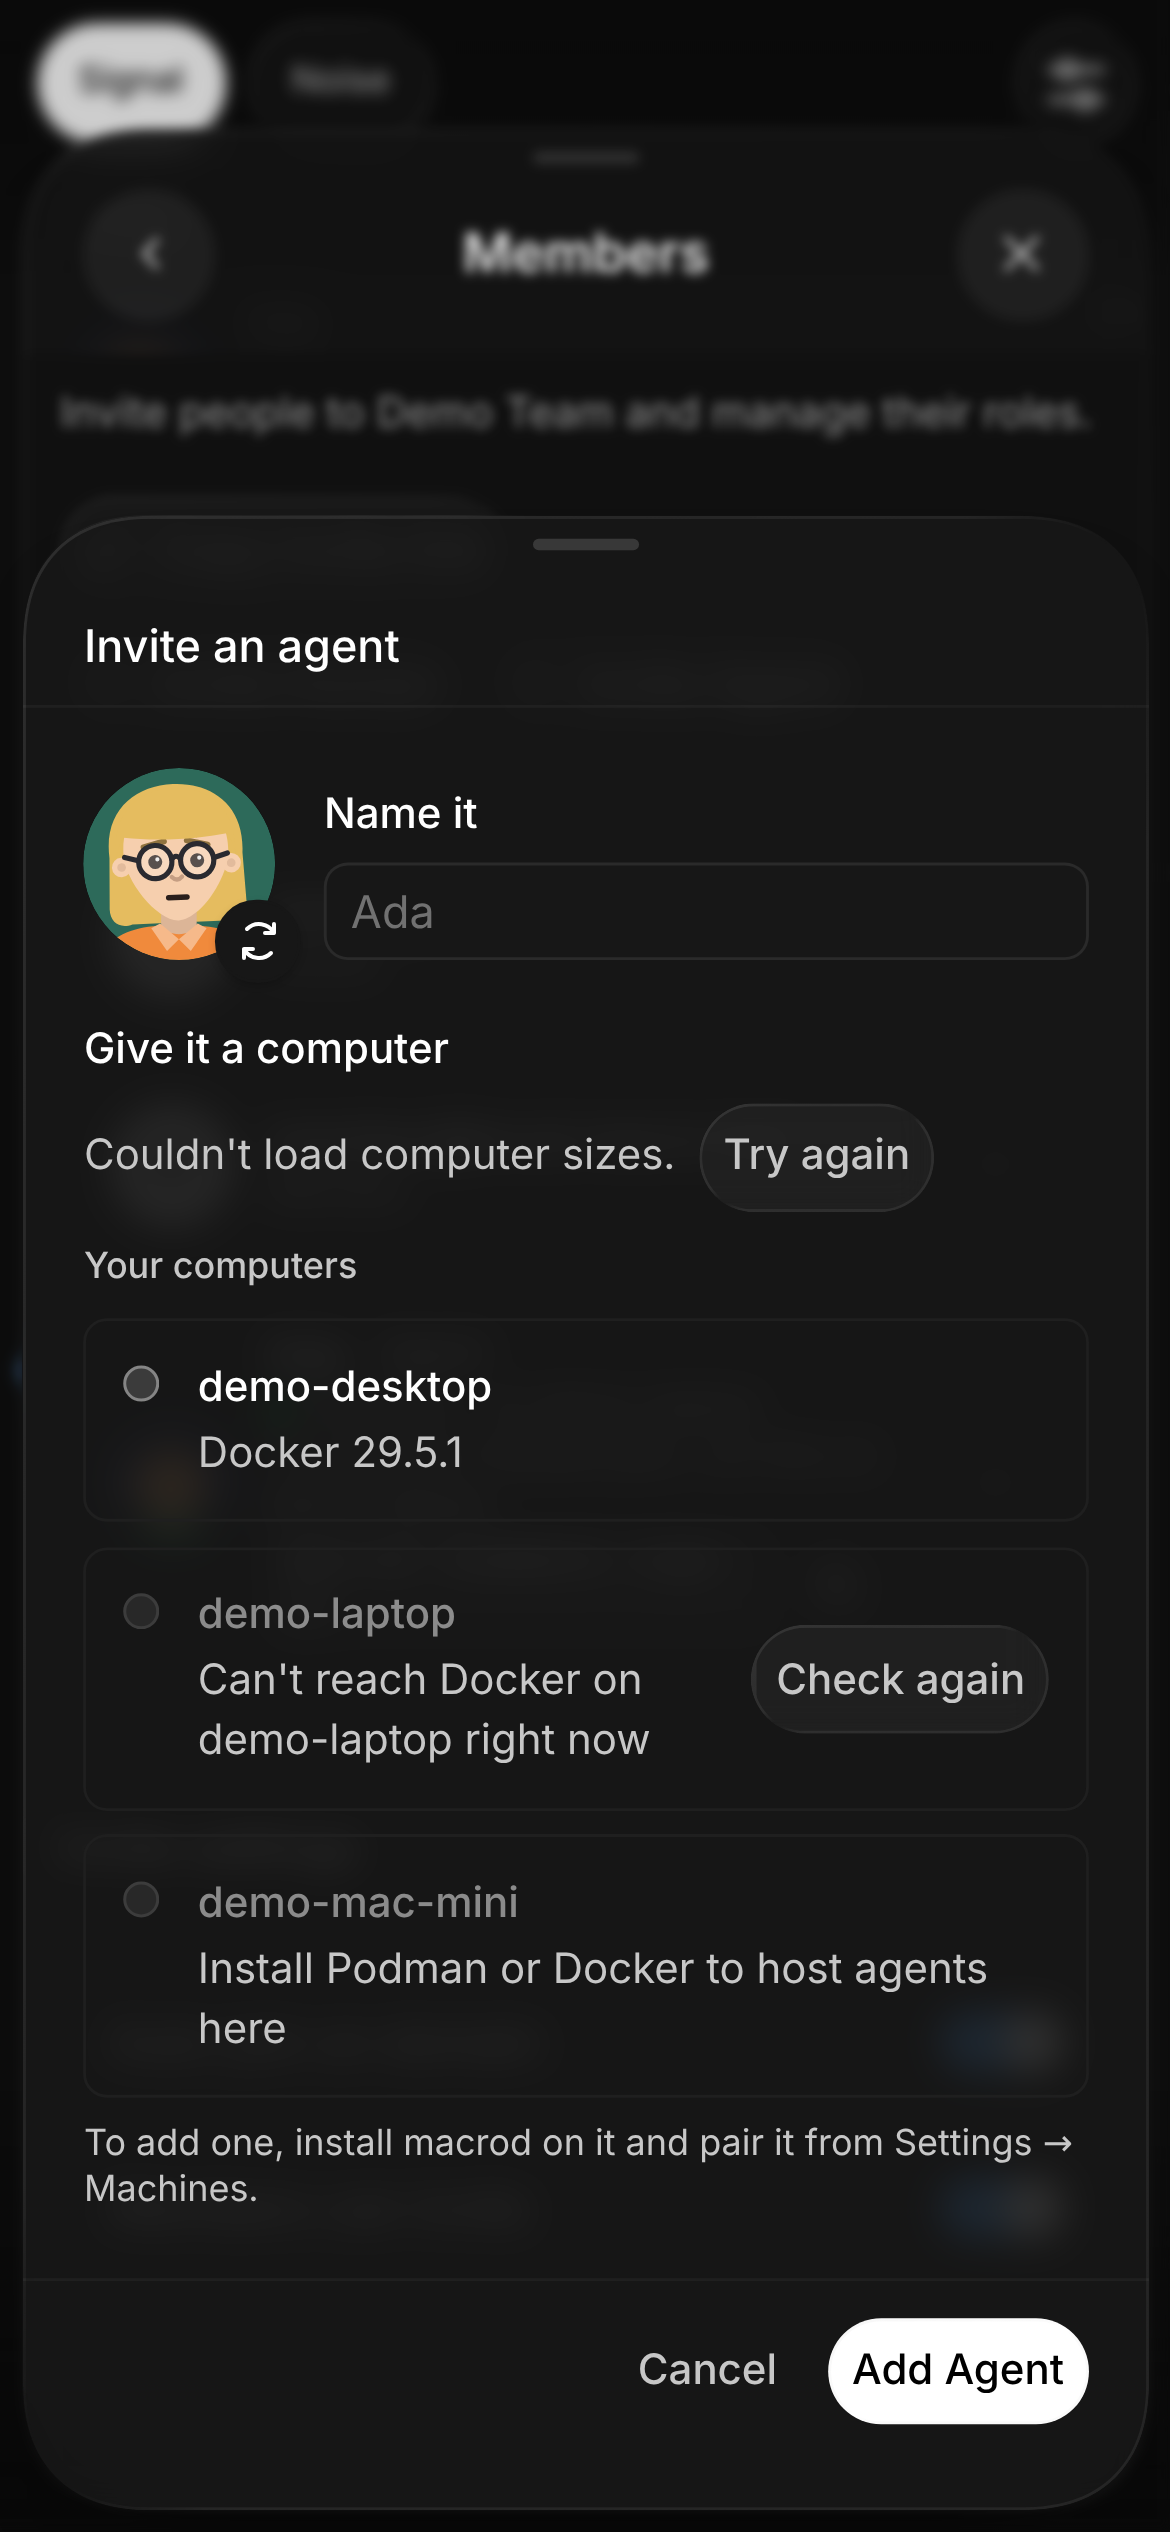 Signal
Noise
Members
Invite people to Demo Team and manage their roles.
Invite an agent
Name it
Ada
Give it a computer
Couldn't load computer sizes.
Try again
Your computers
demo-desktop
Docker 29.5.1
demo-laptop
Can't reach Docker on
demo-laptop right now
Check again
demo-mac-mini
Install Podman or Docker to host agents
here
To add one, install macrod on it and pair it from Settings →
Machines.
Cancel
Add Agent